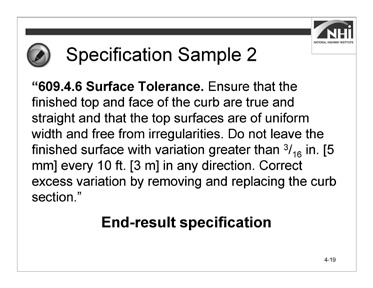 NHI
NATIONAL HIGHWAY INSTITUTE
Specification Sample 2
“609.4.6 Surface Tolerance. Ensure that the
finished top and face of the curb are true and
straight and that the top surfaces are of uniform
width and free from irregularities. Do not leave the
finished surface with variation greater than 3/16 in. [5
mm] every 10 ft. [3 m] in any direction. Correct
excess variation by removing and replacing the curb
section.”
End-result specification
4-19